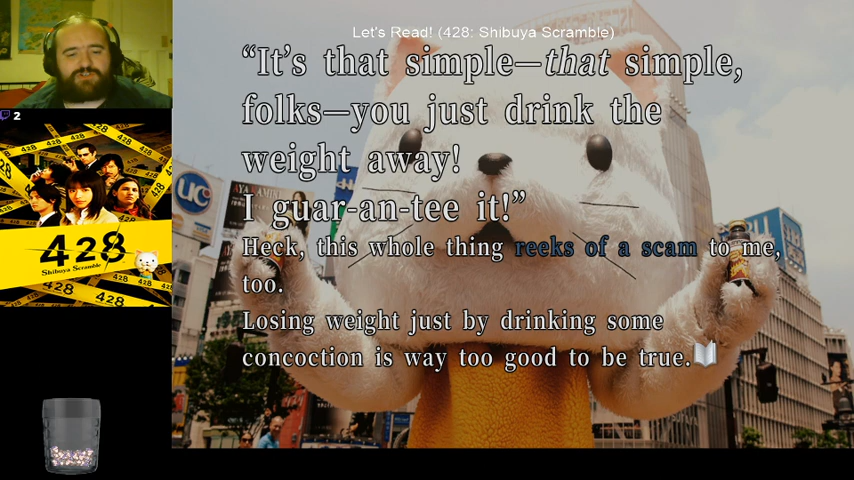 Let's Read! (428: Shibuya Scramble)
“It’s that simple—that simple,
folks—you just drink the
weight away!
I guar-an-tee it!”
Heck, this whole thing reeks of a scam to me,
too.
Losing weight just by drinking some
concoction is way too good to be true.
2
428
Shibuya Scramble
UC